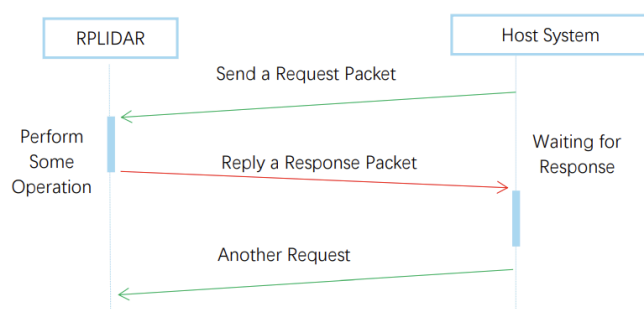 RPLIDAR
Host System
Send a Request Packet
Perform
Some
Operation
Waiting for
Response
Reply a Response Packet
Another Request